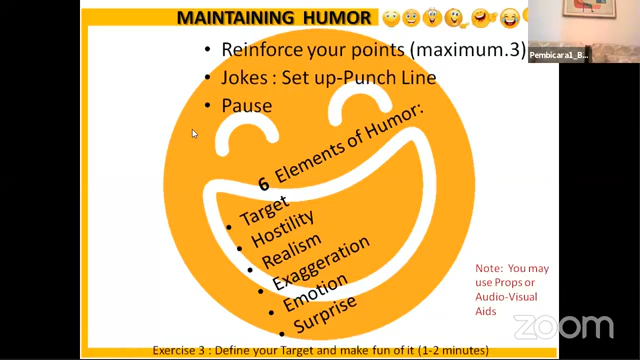 MAINTAINING HUMOR
• Reinforce your points (maximum.3)
• Jokes : Set up-Punch Line
• Pause
6 Elements of Humor:
• Target
• Hostility
• Realism
• Exaggeration
• Emotion
• Surprise
Note: You may
use Props or
Audio-Visual
Aids
Exercise 3 : Define your Target and make fun of it (1-2 minutes)
Pembicara1_B...
zoom